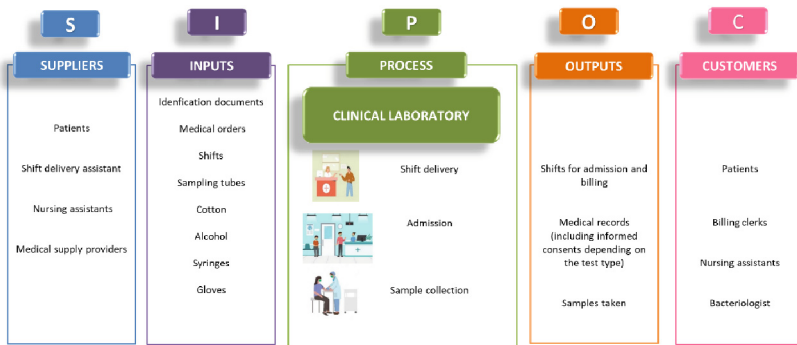 S
I
P
O
C
SUPPLIERS
INPUTS
PROCESS
OUTPUTS
CUSTOMERS
Patients
Shift delivery assistant
Nursing assistants
Medical supply providers
Idenfication documents
Medical orders
Shifts
Sampling tubes
Cotton
Alcohol
Syringes
Gloves
CLINICAL LABORATORY
Shift delivery
Admission
Sample collection
Shifts for admission and
billing
Medical records
(including informed
consents depending on
the test type)
Samples taken
Patients
Billing clerks
Nursing assistants
Bacteriologist